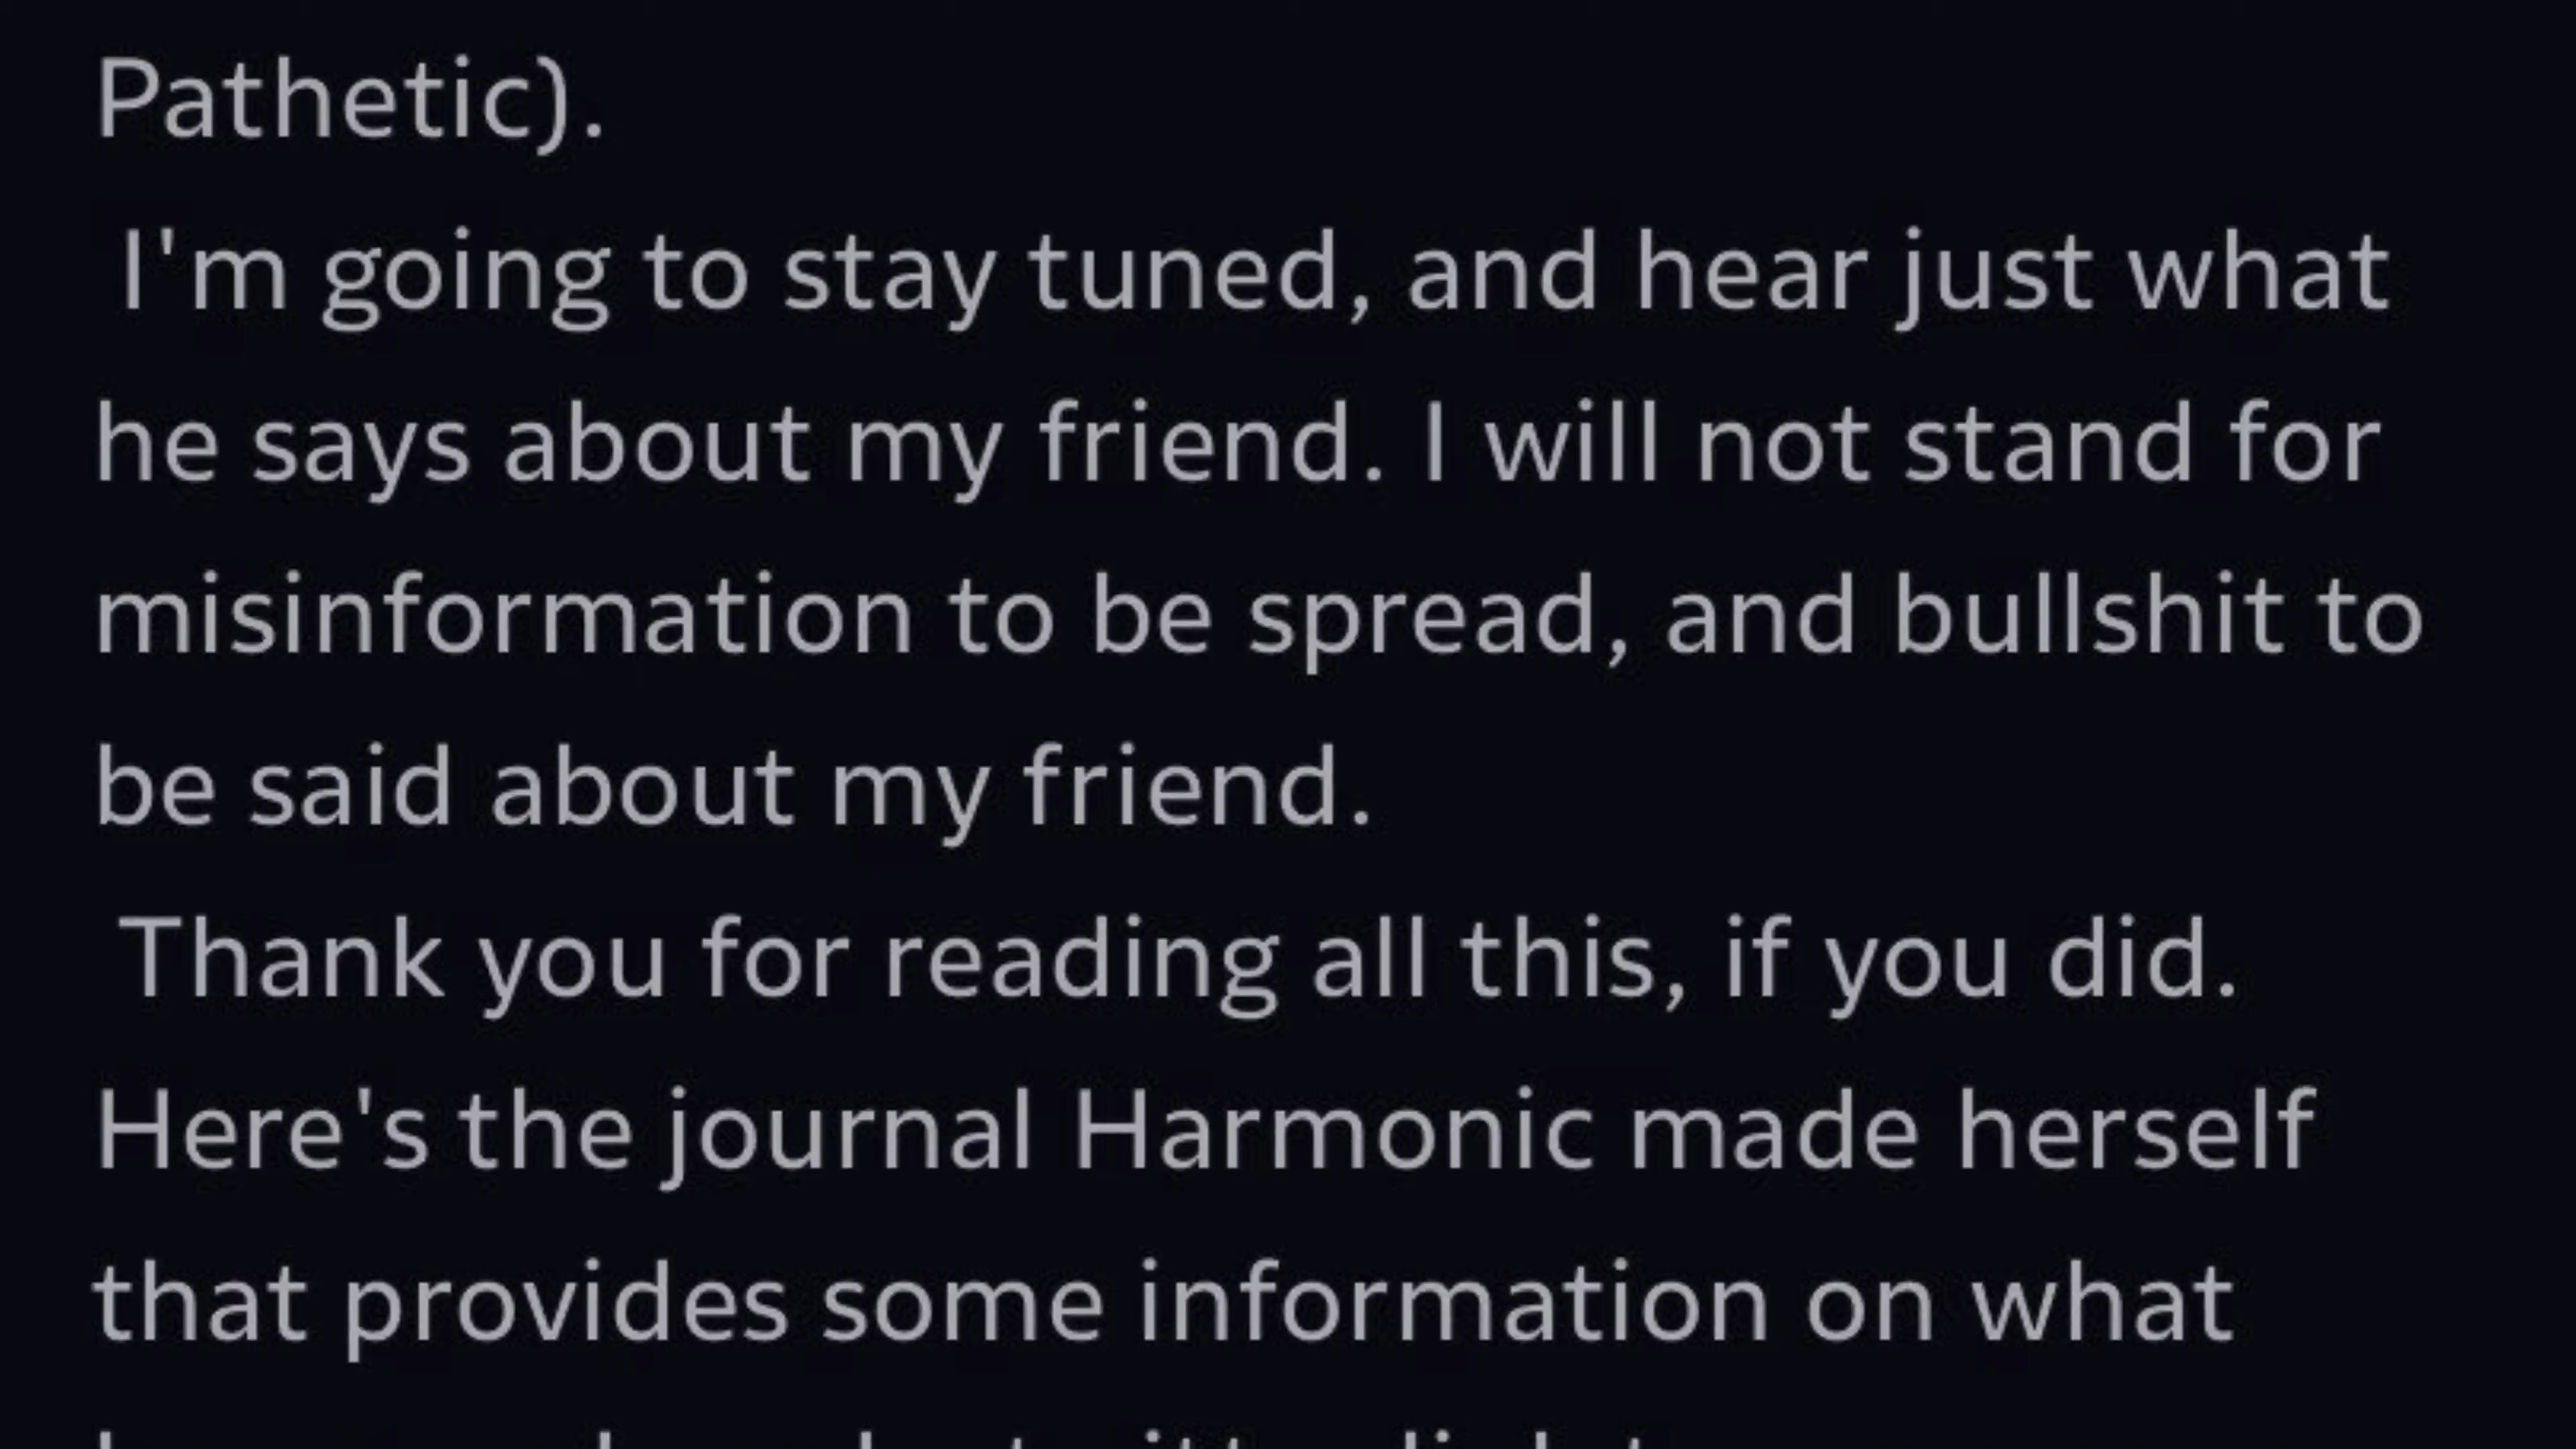 Pathetic).
I'm going to stay tuned, and hear just what
he says about my friend. I will not stand for
misinformation to be spread, and bullshit to
be said about my friend.
Thank you for reading all this, if you did.
Here's the journal Harmonic made herself
that provides some information on what